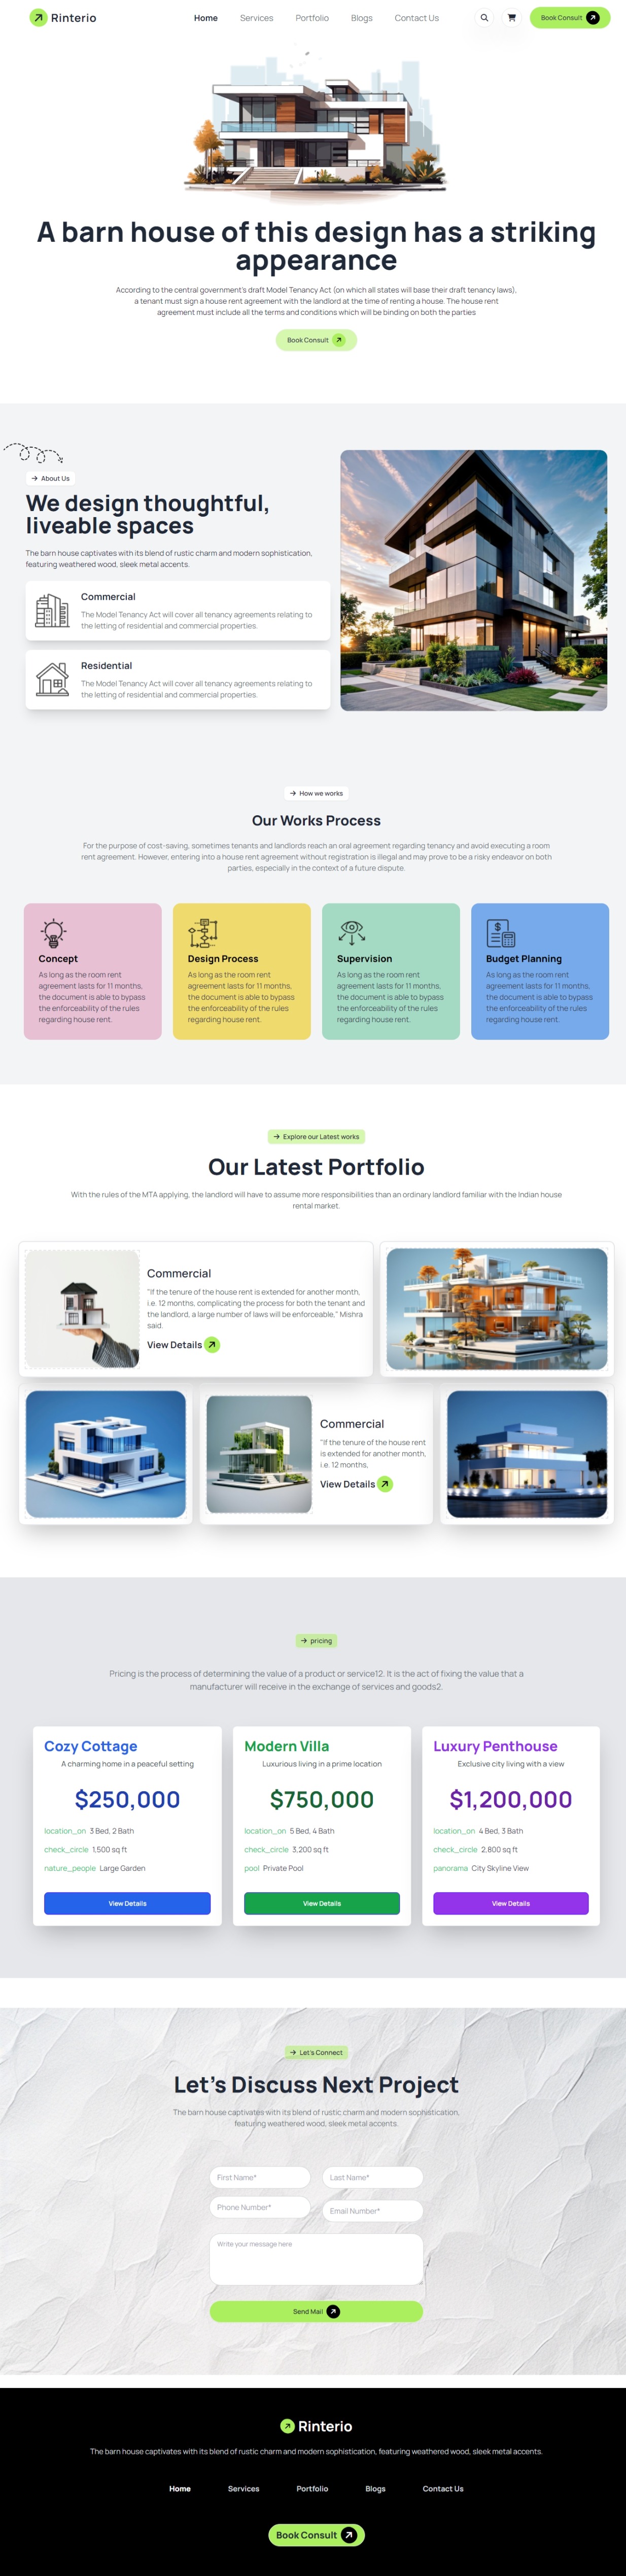 Rinterio
Home
Services
Portfolio
Blogs
Contact Us
Book Consult
A barn house of this design has a striking
appearance
According to the central government's draft Model Tenancy Act (on which all states will base their draft tenancy laws),
a tenant must sign a house rent agreement with the landlord at the time of renting a house. The house rent
agreement must include all the terms and conditions which will be binding on both the parties
Book Consult
About Us
We design thoughtful,
liveable spaces
The barn house captivates with its blend of rustic charm and modern sophistication,
featuring weathered wood, sleek metal accents.
Commercial
The Model Tenancy Act will cover all tenancy agreements relating to
the letting of residential and commercial properties.
Residential
The Model Tenancy Act will cover all tenancy agreements relating to
the letting of residential and commercial properties.
How we works
Our Works Process
For the purpose of cost-saving, sometimes tenants and landlords reach an oral agreement regarding tenancy and avoid executing a room
rent agreement. However, entering into a house rent agreement without registration is illegal and may prove to be a risky endeavor on both
parties, especially in the context of a future dispute.
Concept
As long as the room rent
agreement lasts for 11 months,
the document is able to bypass
the enforceability of the rules
regarding house rent.
Design Process
As long as the room rent
agreement lasts for 11 months,
the document is able to bypass
the enforceability of the rules
regarding house rent.
Supervision
As long as the room rent
agreement lasts for 11 months,
the document is able to bypass
the enforceability of the rules
regarding house rent.
Budget Planning
As long as the room rent
agreement lasts for 11 months,
the document is able to bypass
the enforceability of the rules
regarding house rent.
Explore our Latest works
Our Latest Portfolio
With the rules of the MTA applying, the landlord will have to assume more responsibilities than an ordinary landlord familiar with the Indian house
rental market.
Commercial
"If the tenure of the house rent is extended for another month,
i.e. 12 months, complicating the process for both the tenant and
the landlord, a large number of laws will be enforceable," Mishra
said.
View Details
Commercial
"If the tenure of the house rent
is extended for another month,
i.e. 12 months,
View Details
pricing
Pricing is the process of determining the value of a product or service12. It is the act of fixing the value that a
manufacturer will receive in the exchange of services and goods2.
Cozy Cottage
A charming home in a peaceful setting
$250,000
location_on 3 Bed, 2 Bath
check_circle 1,500 sq ft
nature_people Large Garden
View Details
Modern Villa
Luxurious living in a prime location
$750,000
location_on 5 Bed, 4 Bath
check_circle 3,200 sq ft
pool Private Pool
View Details
Luxury Penthouse
Exclusive city living with a view
$1,200,000
location_on 4 Bed, 3 Bath
check_circle 2,800 sq ft
panorama City Skyline View
View Details
Let's Connect
Let's Discuss Next Project
The barn house captivates with its blend of rustic charm and modern sophistication,
featuring weathered wood, sleek metal accents.
First Name*
Last Name*
Phone Number*
Email Number*
Write your message here
Send Mail
Rinterio
The barn house captivates with its blend of rustic charm and modern sophistication, featuring weathered wood, sleek metal accents.
Home
Services
Portfolio
Blogs
Contact Us
Book Consult